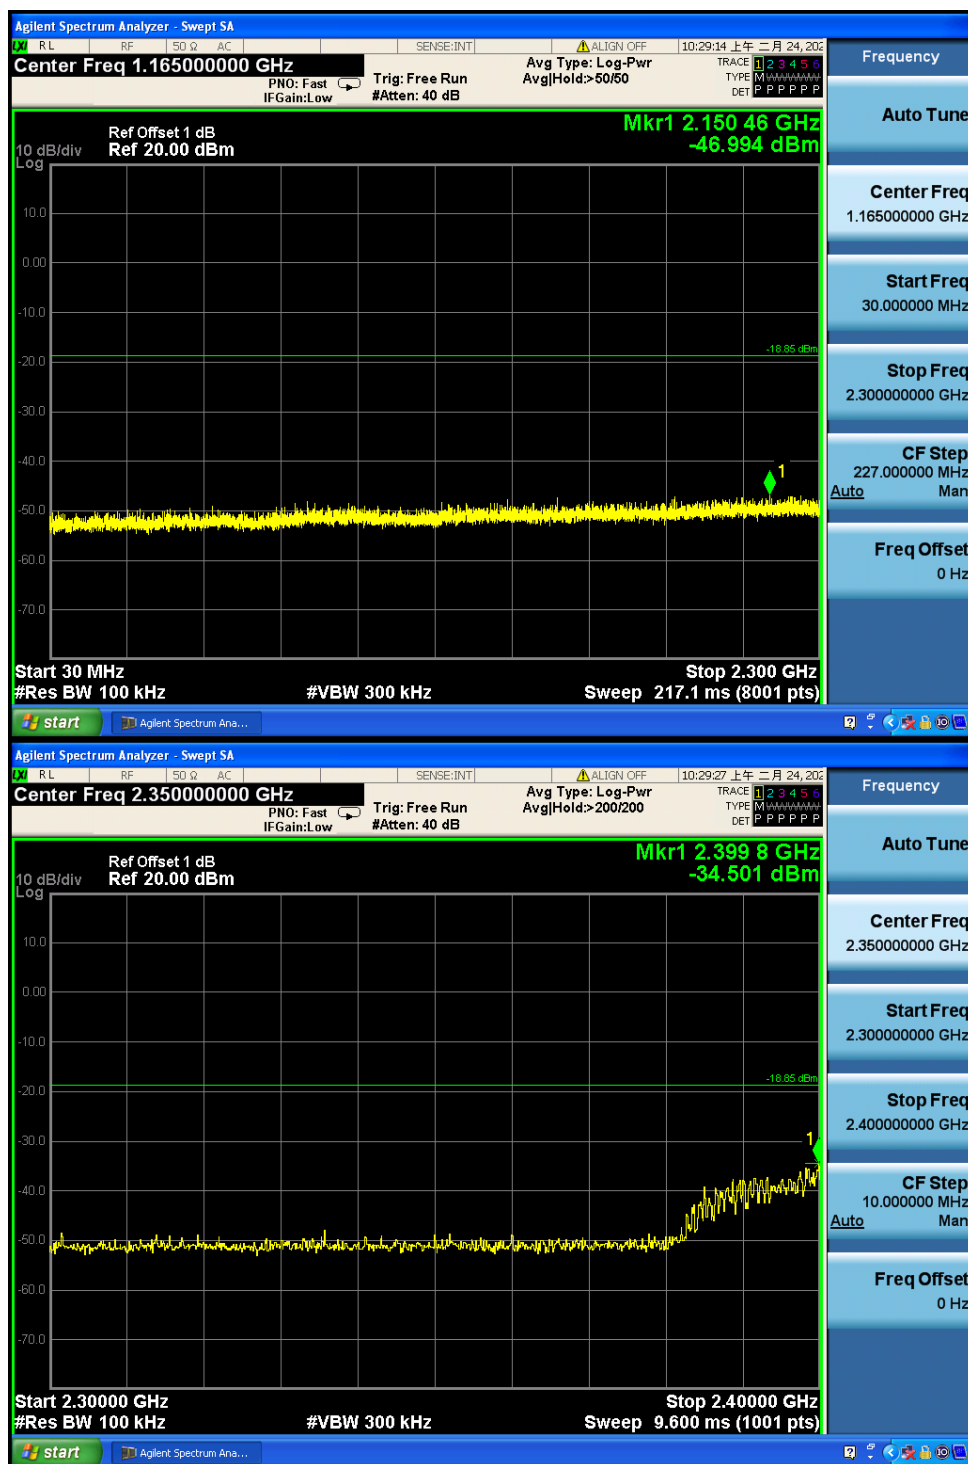 Agilent Spectrum Analyzer - Swept SA
LXI RL RF 50 Ω AC SENSE:INT ALIGN OFF 10:29:14 上午 二月 24, 202
Center Freq 1.165000000 GHz
PNO: Fast
IFGain:Low
Trig: Free Run
#Atten: 40 dB
Avg Type: Log-Pwr
Avg|Hold:>50/50
TRACE 1 2 3 4 5 6
TYPE M
DET P P P P P P
Frequency
Auto Tune
Center Freq
1.165000000 GHz
Start Freq
30.000000 MHz
Stop Freq
2.300000000 GHz
CF Step
227.000000 MHz
Auto Man
Freq Offset
0 Hz
Mkr1 2.150 46 GHz
-46.994 dBm
Ref Offset 1 dB
10 dB/div Ref 20.00 dBm
Log
10.0
0.00
-10.0
-18.85 dBm
-20.0
-30.0
-40.0
1
-50.0
-60.0
-70.0
Start 30 MHz Stop 2.300 GHz
#Res BW 100 kHz #VBW 300 kHz Sweep 217.1 ms (8001 pts)
start Agilent Spectrum Ana...
Agilent Spectrum Analyzer - Swept SA
LXI RL RF 50 Ω AC SENSE:INT ALIGN OFF 10:29:27 上午 二月 24, 202
Center Freq 2.350000000 GHz
PNO: Fast
IFGain:Low
Trig: Free Run
#Atten: 40 dB
Avg Type: Log-Pwr
Avg|Hold:>200/200
TRACE 1 2 3 4 5 6
TYPE M
DET P P P P P P
Frequency
Auto Tune
Center Freq
2.350000000 GHz
Start Freq
2.300000000 GHz
Stop Freq
2.400000000 GHz
CF Step
10.000000 MHz
Auto Man
Freq Offset
0 Hz
Mkr1 2.399 8 GHz
-34.501 dBm
Ref Offset 1 dB
10 dB/div Ref 20.00 dBm
Log
10.0
0.00
-10.0
-18.85 dBm
-20.0
-30.0
1
-40.0
-50.0
-60.0
-70.0
Start 2.30000 GHz Stop 2.40000 GHz
#Res BW 100 kHz #VBW 300 kHz Sweep 9.600 ms (1001 pts)
start Agilent Spectrum Ana...